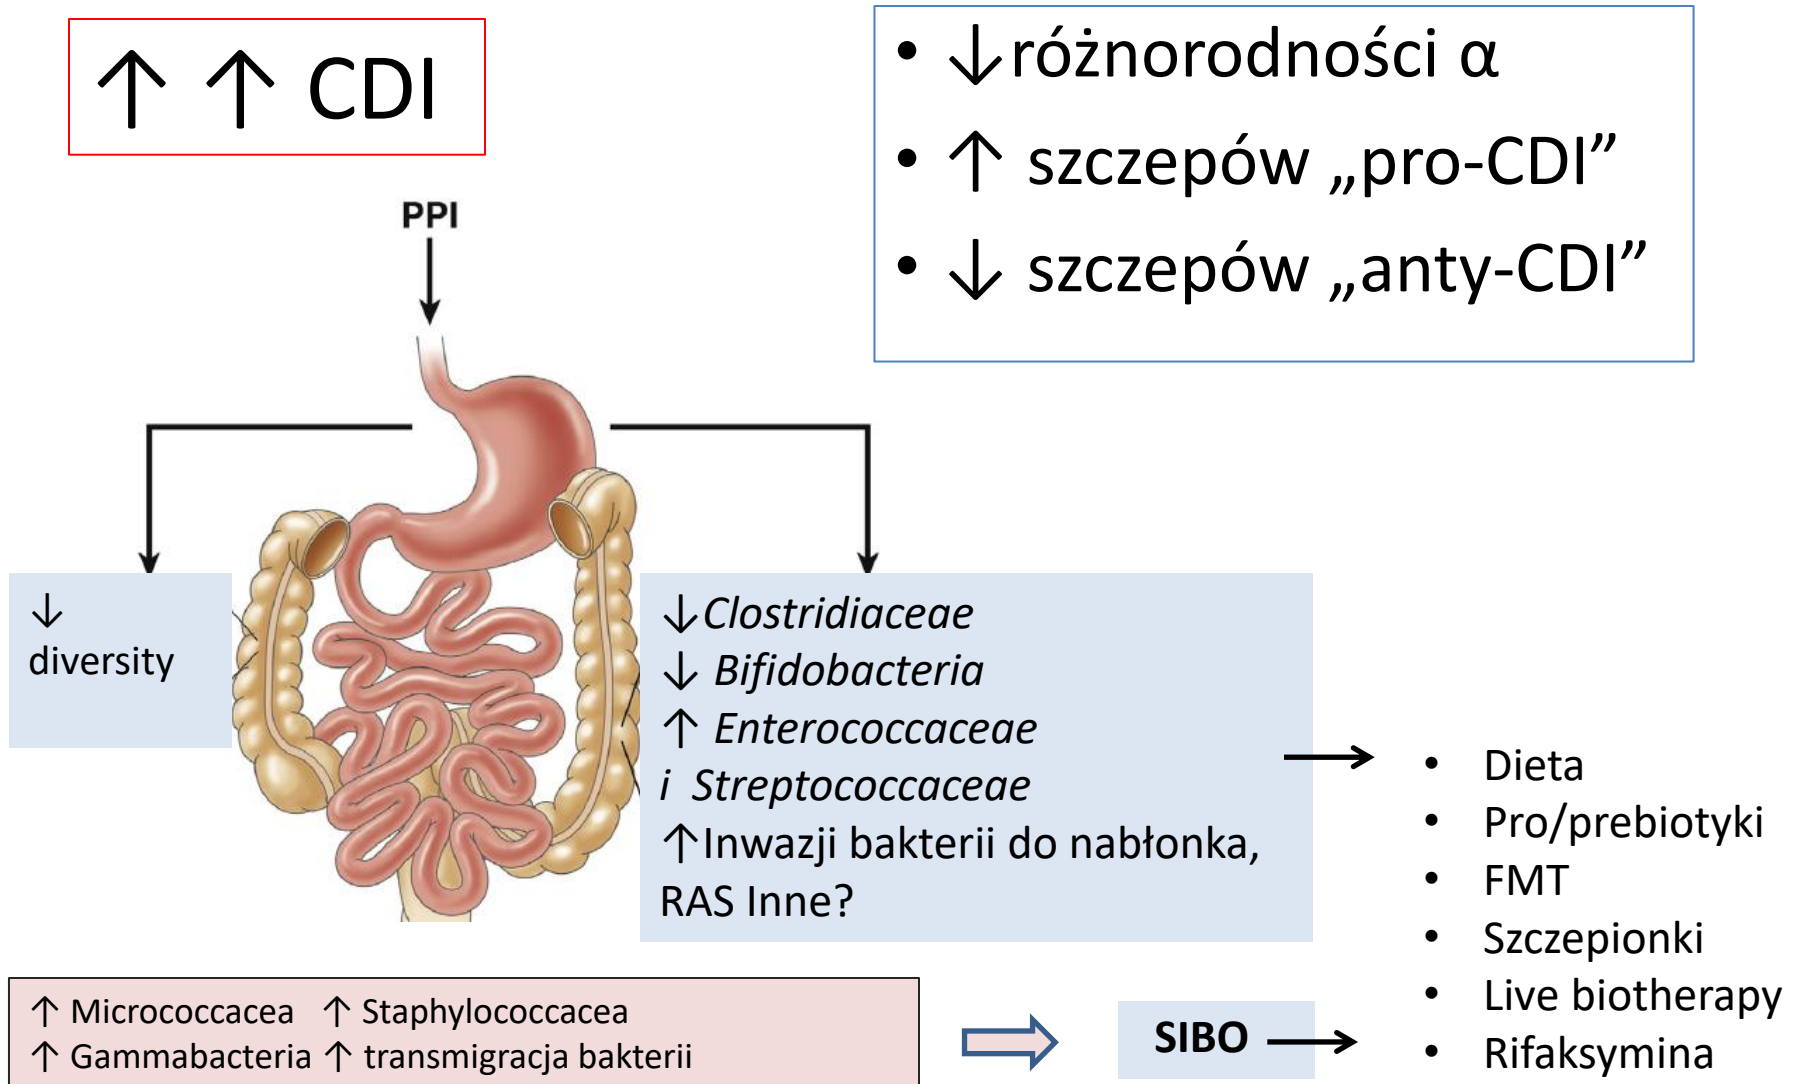 ↑ ↑ CDI
• ↓różnorodności α
• ↑ szczepów „pro-CDI”
• ↓ szczepów „anty-CDI”
PPI
↓
diversity
↓Clostridiaceae
↓ Bifidobacteria
↑ Enterococcaceae
i Streptococcaceae
↑Inwazji bakterii do nabłonka,
RAS Inne?
• Dieta
• Pro/prebiotyki
• FMT
• Szczepionki
• Live biotherapy
• Rifaksymina
↑ Micrococcacea ↑ Staphylococcacea
↑ Gammabacteria ↑ transmigracja bakterii
SIBO